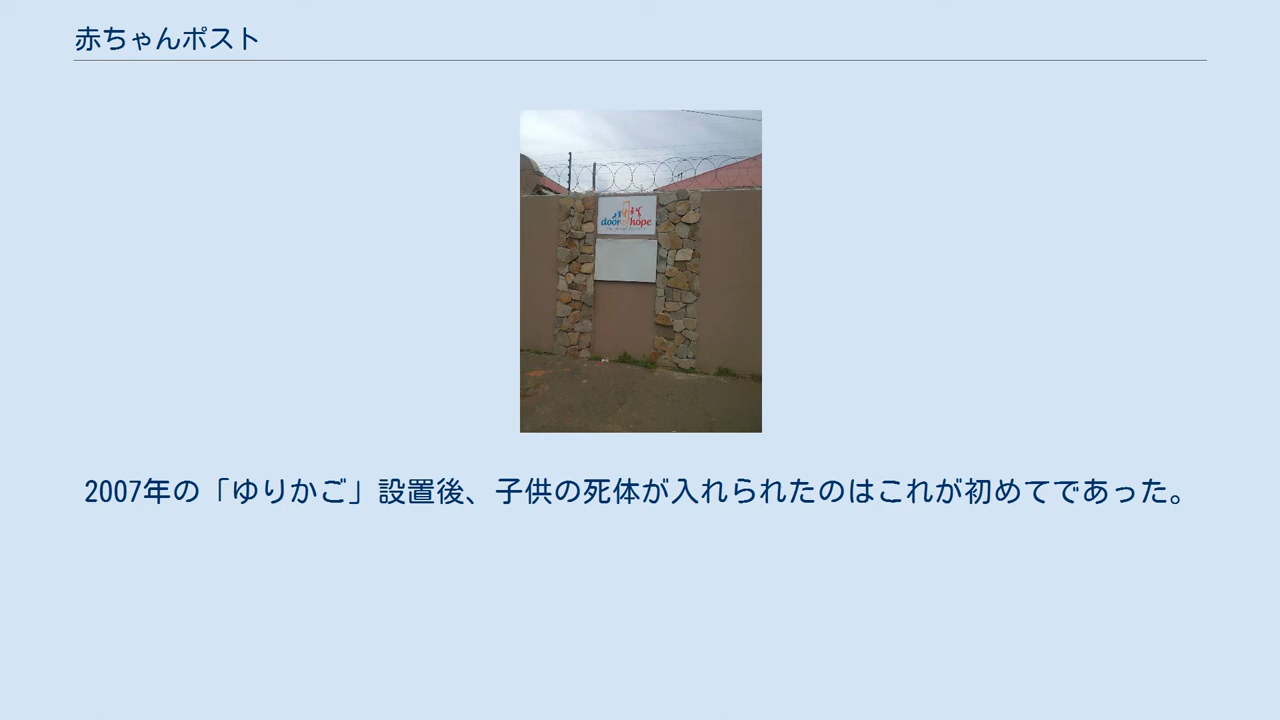 赤ちゃんポスト
door of hope
2007年の「ゆりかご」設置後、子供の死体が入れられたのはこれが初めてであった。